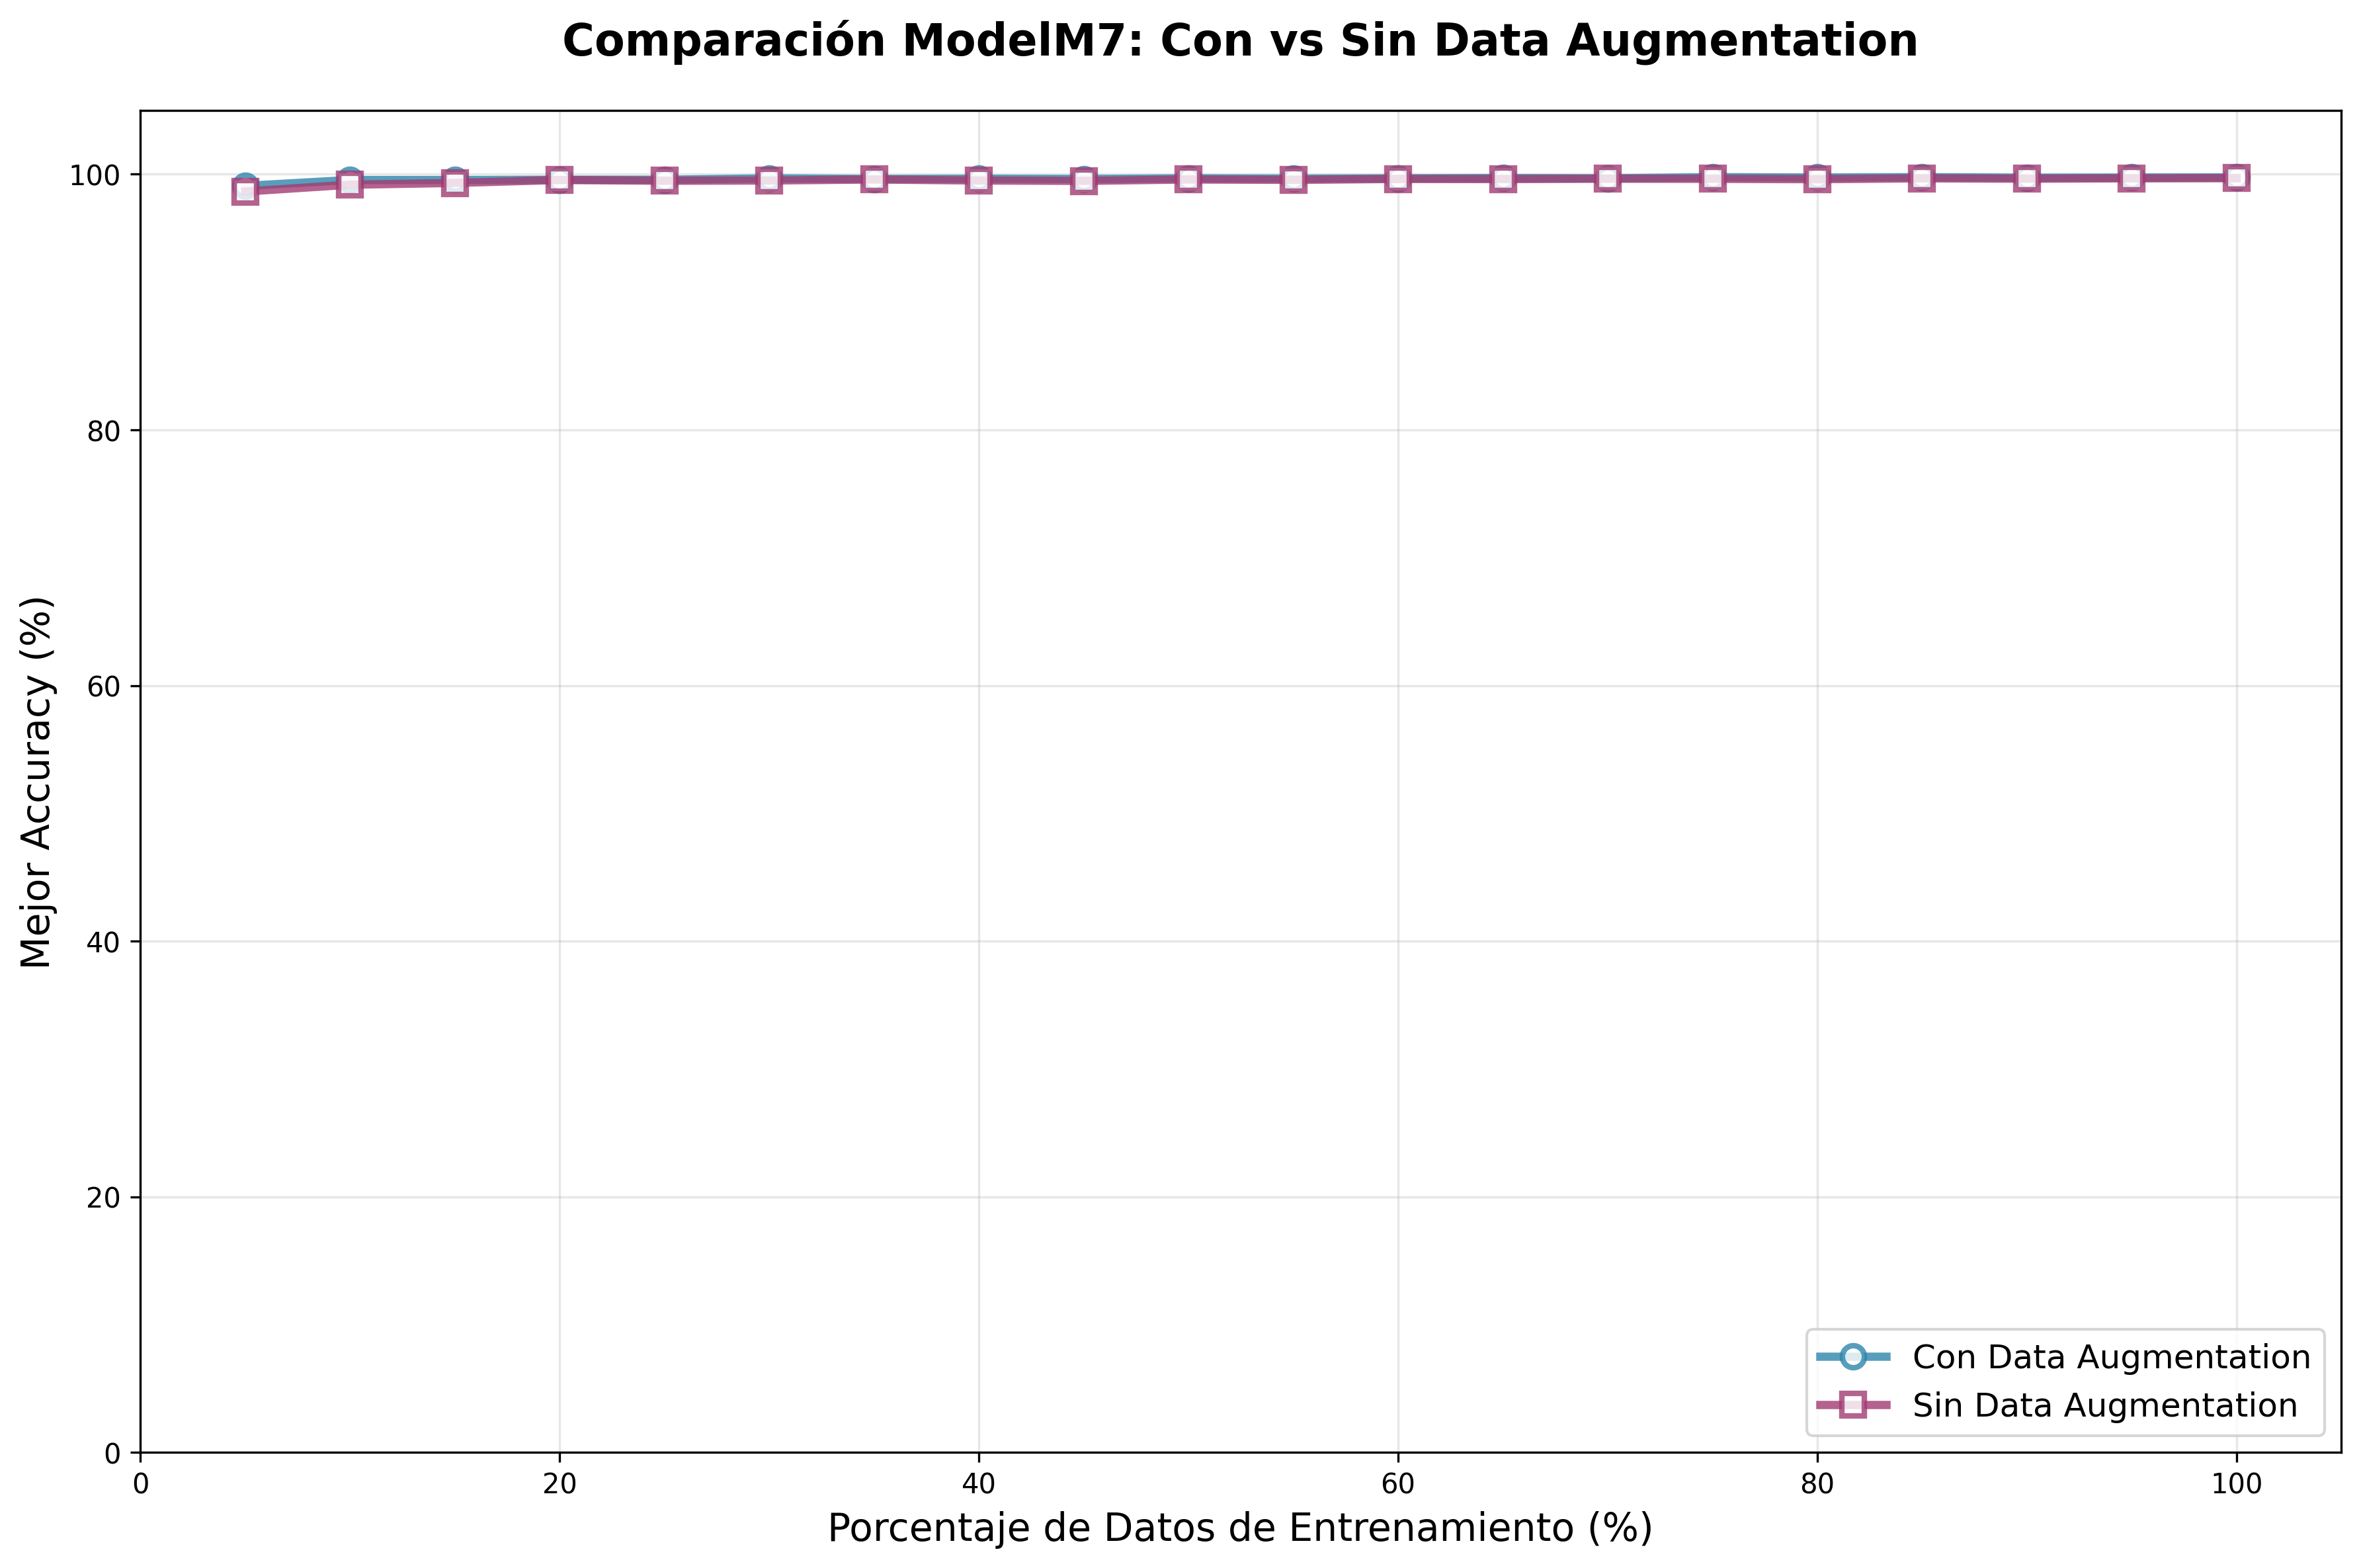 Comparación ModelM7: Con vs Sin Data Augmentation
Mejor Accuracy (%)
100
80
60
40
20
0
0 20 40 60 80 100
Porcentaje de Datos de Entrenamiento (%)
Con Data Augmentation
Sin Data Augmentation